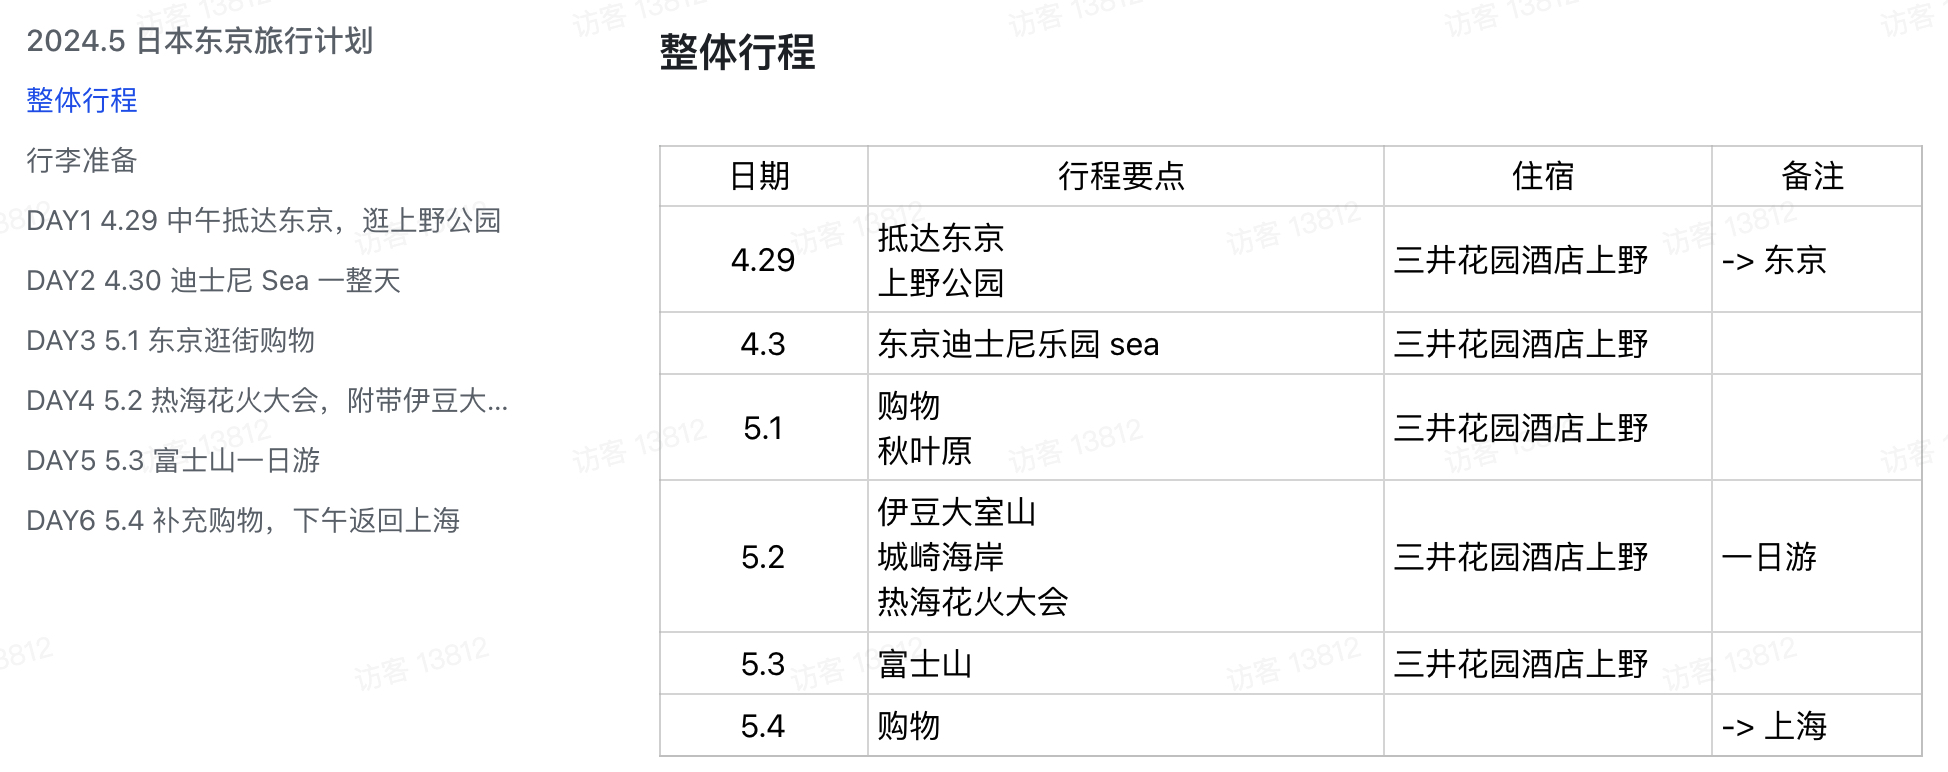 2024.5 日本东京旅行计划
整体行程
行李准备
DAY1 4.29 中午抵达东京，逛上野公园
DAY2 4.30 迪士尼 Sea 一整天
DAY3 5.1 东京逛街购物
DAY4 5.2 热海花火大会，附带伊豆大...
DAY5 5.3 富士山一日游
DAY6 5.4 补充购物，下午返回上海
整体行程
日期 行程要点 住宿 备注
4.29 抵达东京 三井花园酒店上野 -> 东京
上野公园
4.3 东京迪士尼乐园 sea 三井花园酒店上野
5.1 购物 三井花园酒店上野
秋叶原
5.2 伊豆大室山 三井花园酒店上野 一日游
城崎海岸
热海花火大会
5.3 富士山 三井花园酒店上野
5.4 购物 -> 上海
访客 13812